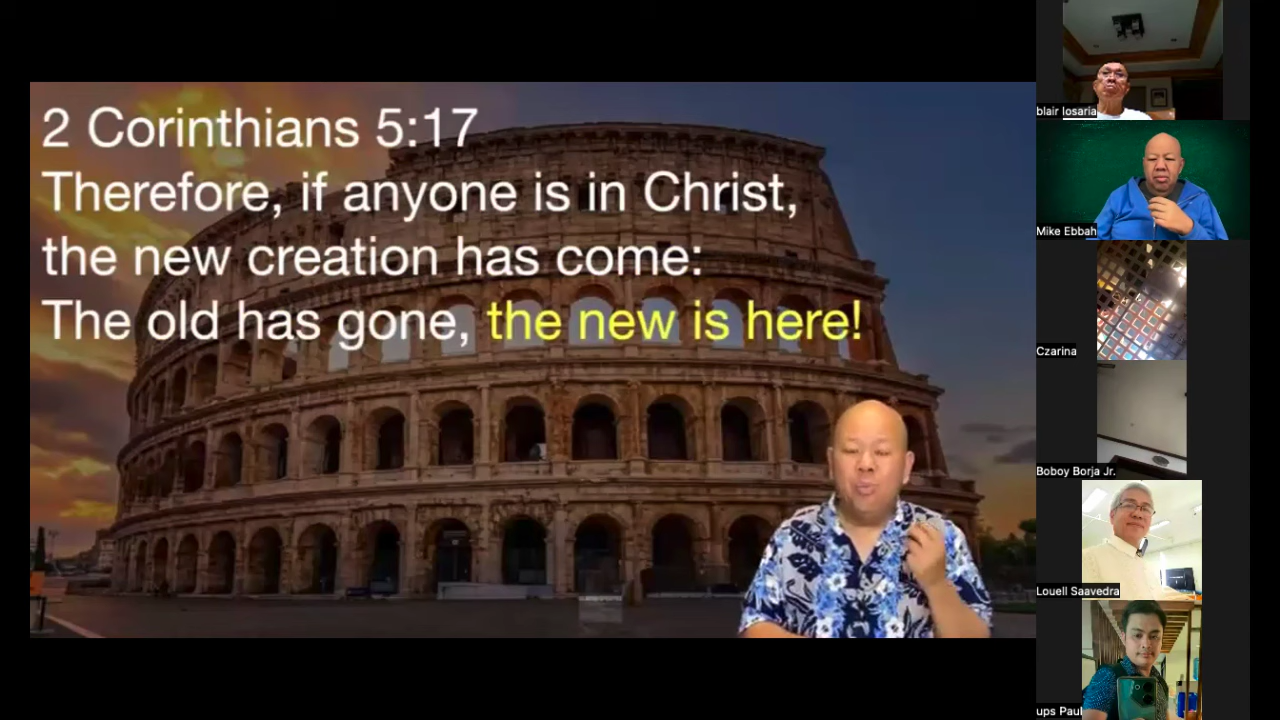 2 Corinthians 5:17
Therefore, if anyone is in Christ,
the new creation has come:
The old has gone, the new is here!
blair losaria
Mike Ebbah
Czarina
Boboy Borja Jr.
Louell Saavedra
ups Paul